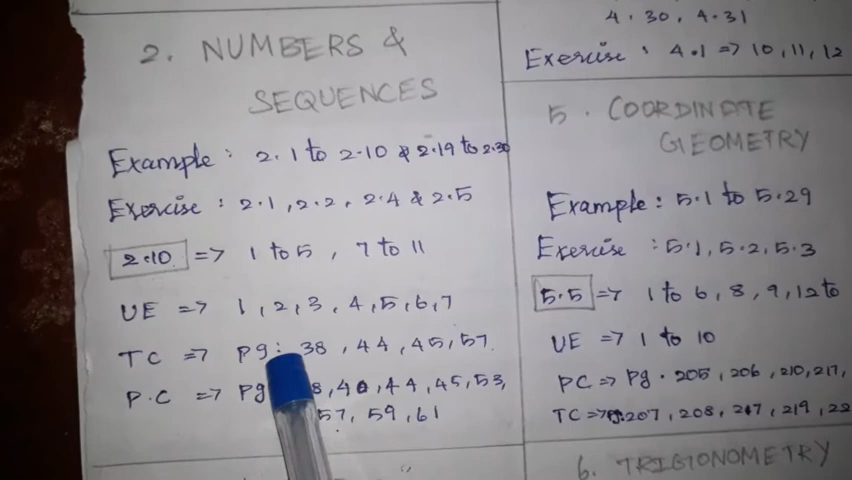 2. NUMBERS &
SEQUENCES
Example : 2.1 to 2.10 & 2.19 to 2.30
Exercise : 2.1, 2.2, 2.4 & 2.5
2.10 => 1 to 5, 7 to 11
UE => 1, 2, 3, 4, 5, 6, 7
TC => Pg: 38, 44, 45, 57
P.C => Pg 8, 40, 44, 45, 53,
57, 59, 61
4.30, 4.31
Exercise : 4.1 => 10, 11, 12
5. COORDINATE
GEOMETRY
Example : 5.1 to 5.29
Exercise : 5.1, 5.2, 5.3
5.5 => 1 to 6, 8, 9, 12 to
UE => 1 to 10
PC => Pg. 205, 206, 210, 217,
TC => 207, 208, 219, 22
6. TRIGTONOMETRY